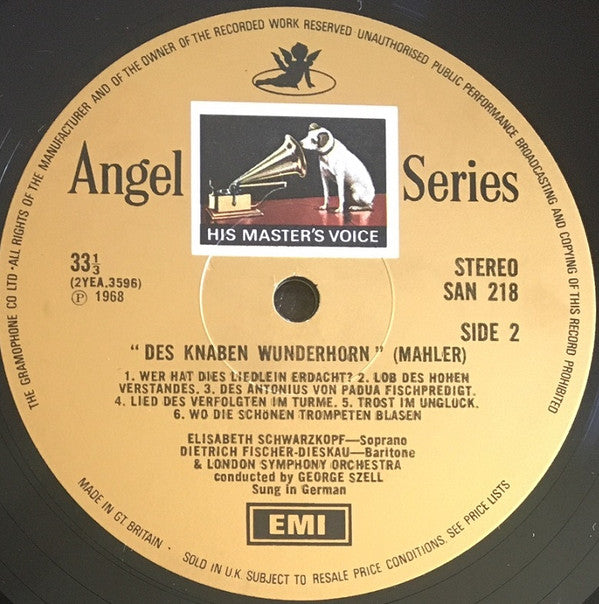 THE GRAMOPHONE CO LTD • ALL RIGHTS OF THE MANUFACTURER AND OF THE OWNER OF THE RECORDED WORK RESERVED UNAUTHORISED PUBLIC PERFORMANCE BROADCASTING AND COPYING OF THIS RECORD PROHIBITED
Angel Series
HIS MASTER'S VOICE
33⅓
(2YEA.3596)
Ⓟ 1968
STEREO
SAN 218
SIDE 2
"DES KNABEN WUNDERHORN" (MAHLER)
1. WER HAT DIES LIEDLEIN ERDACHT? 2. LOB DES HOHEN
VERSTANDES. 3. DES ANTONIUS VON PADUA FISCHPREDIGT.
4. LIED DES VERFOLGTEN IM TURME. 5. TROST IM UNGLÜCK.
6. WO DIE SCHÖNEN TROMPETEN BLASEN
ELISABETH SCHWARZKOPF—Soprano
DIETRICH FISCHER-DIESKAU—Baritone
& LONDON SYMPHONY ORCHESTRA
conducted by GEORGE SZELL
Sung in German
EMI
MADE IN GT. BRITAIN • SOLD IN U.K. SUBJECT TO RESALE PRICE CONDITIONS, SEE PRICE LISTS